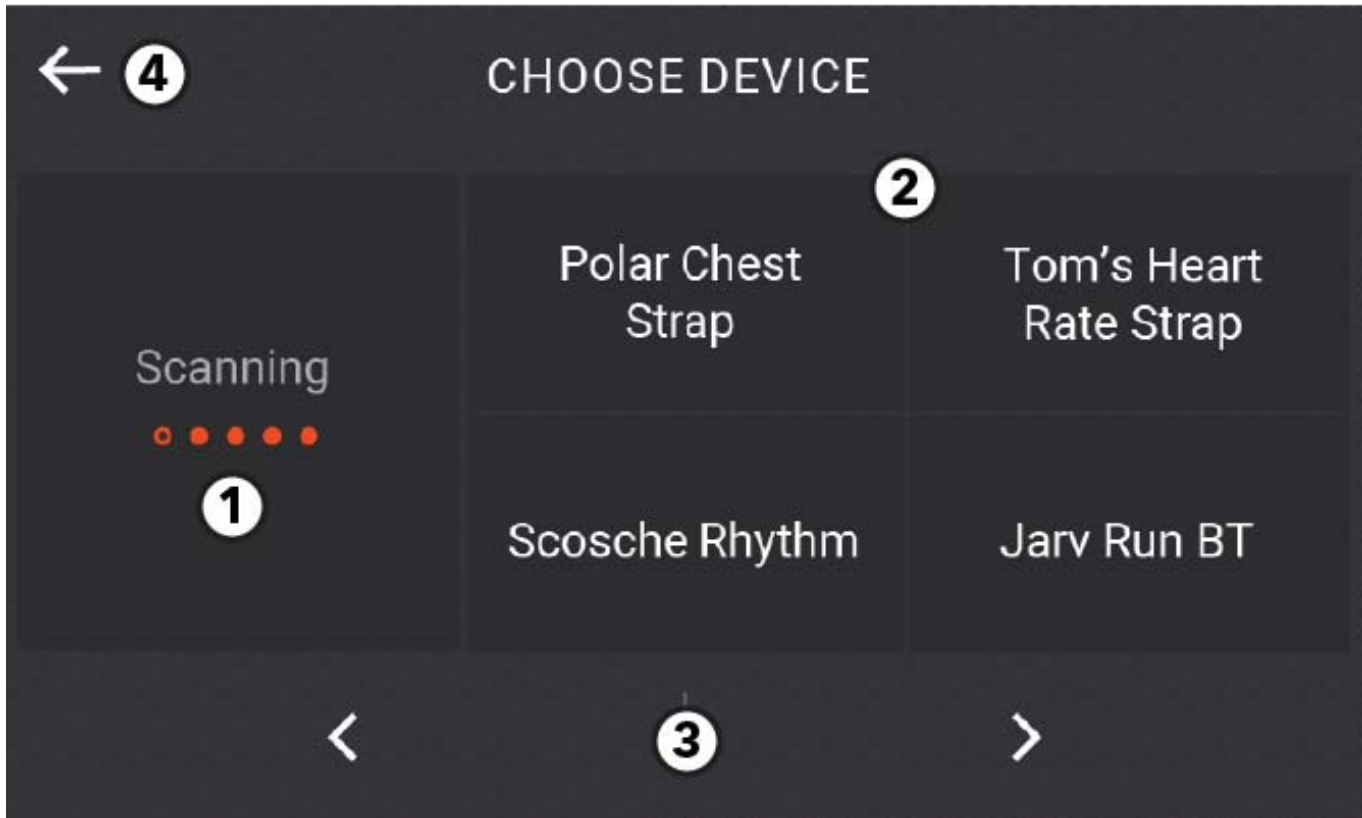 4
CHOOSE DEVICE
2
Polar Chest
Strap
Tom's Heart
Rate Strap
Scanning
1
Scosche Rhythm
Jarv Run BT
3